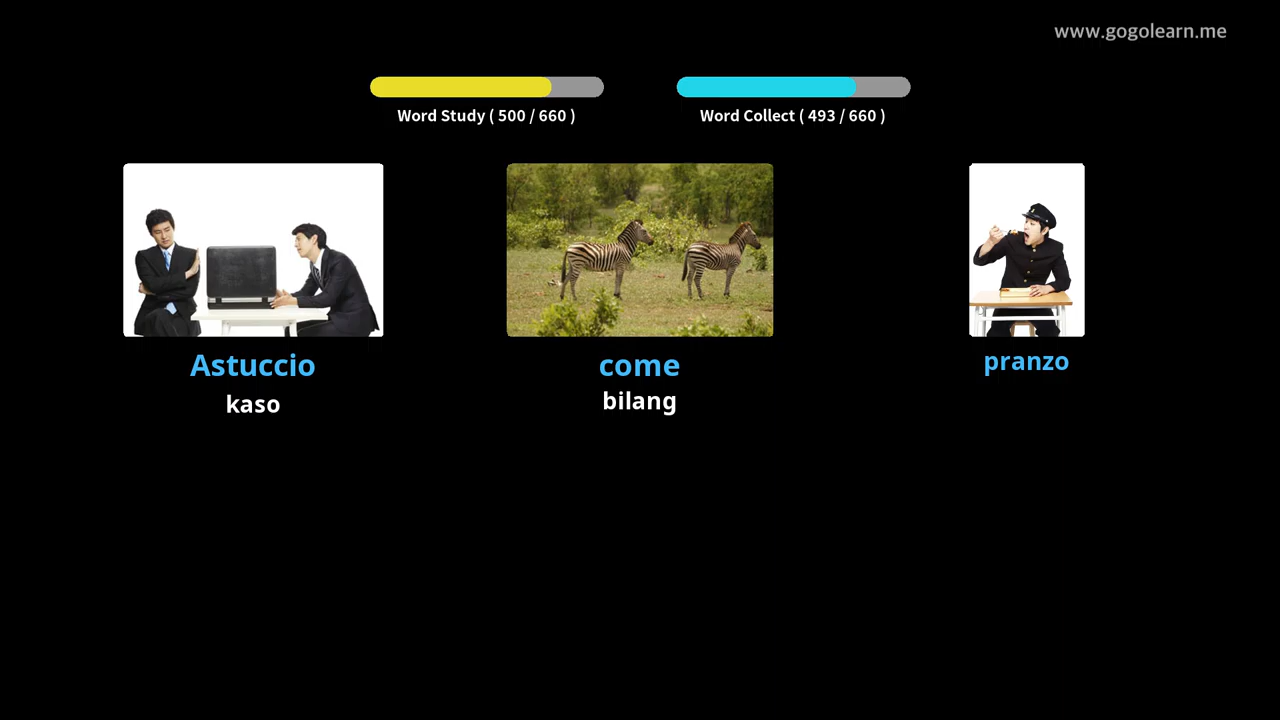 www.gogolearn.me
Word Study ( 500 / 660 )
Word Collect ( 493 / 660 )
Astuccio
kaso
come
bilang
pranzo